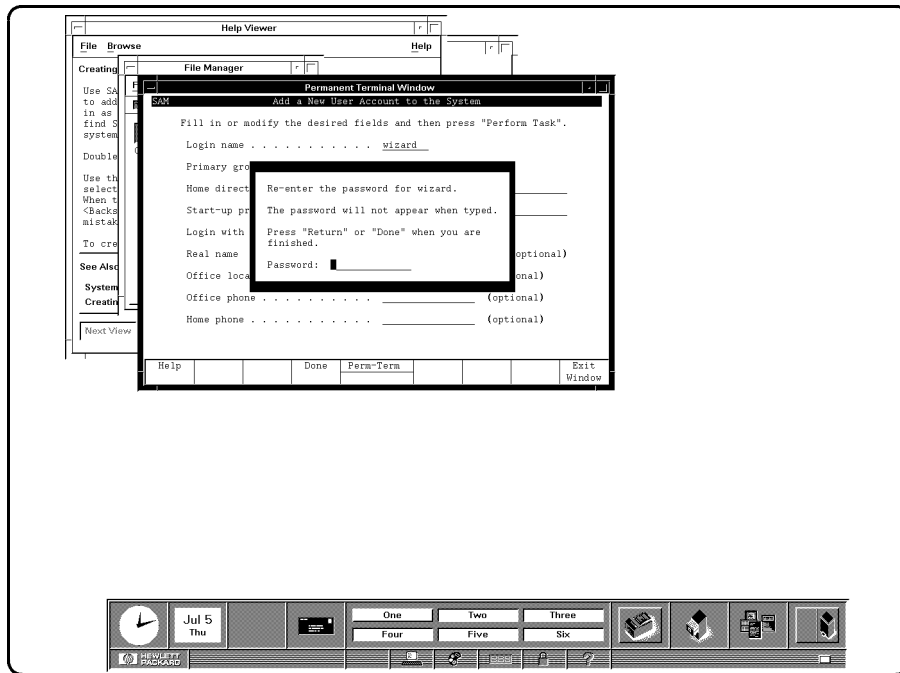 Help Viewer
File Browse Help
Creating
Use SA
to add
in as
find S
system
Double
Use th
select
When t
<Backs
mistak
To cre
See Also
System
Creatin
Next View
File Manager
Permanent Terminal Window
SAM Add a New User Account to the System
Fill in or modify the desired fields and then press "Perform Task".
Login name . . . . . . . . . . . wizard
Primary gro
Home direct
Start-up pr
Login with
Real name optional)
Office loca onal)
Office phone . . . . . . . . . . (optional)
Home phone . . . . . . . . . . . (optional)
Re-enter the password for wizard.
The password will not appear when typed.
Press "Return" or "Done" when you are
finished.
Password:
Help Done Perm-Term Exit
Window
Jul 5
Thu
One Two Three
Four Five Six
hp HEWLETT
PACKARD